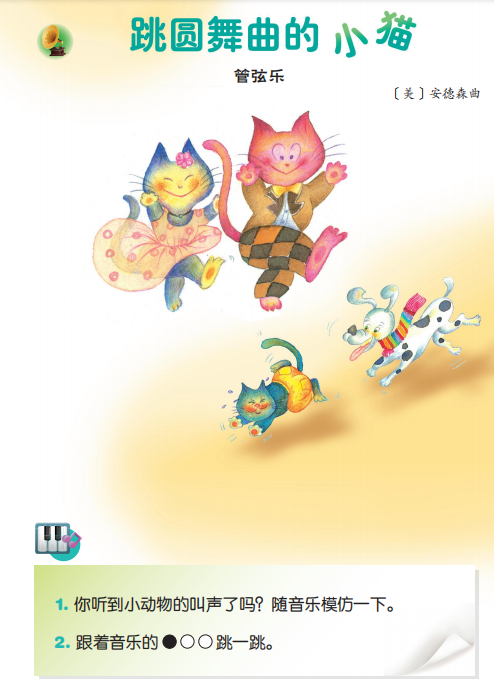 跳圆舞曲的小猫
管弦乐
〔美〕安德森曲
1. 你听到小动物的叫声了吗？随音乐模仿一下。
2. 跟着音乐的●○○跳一跳。